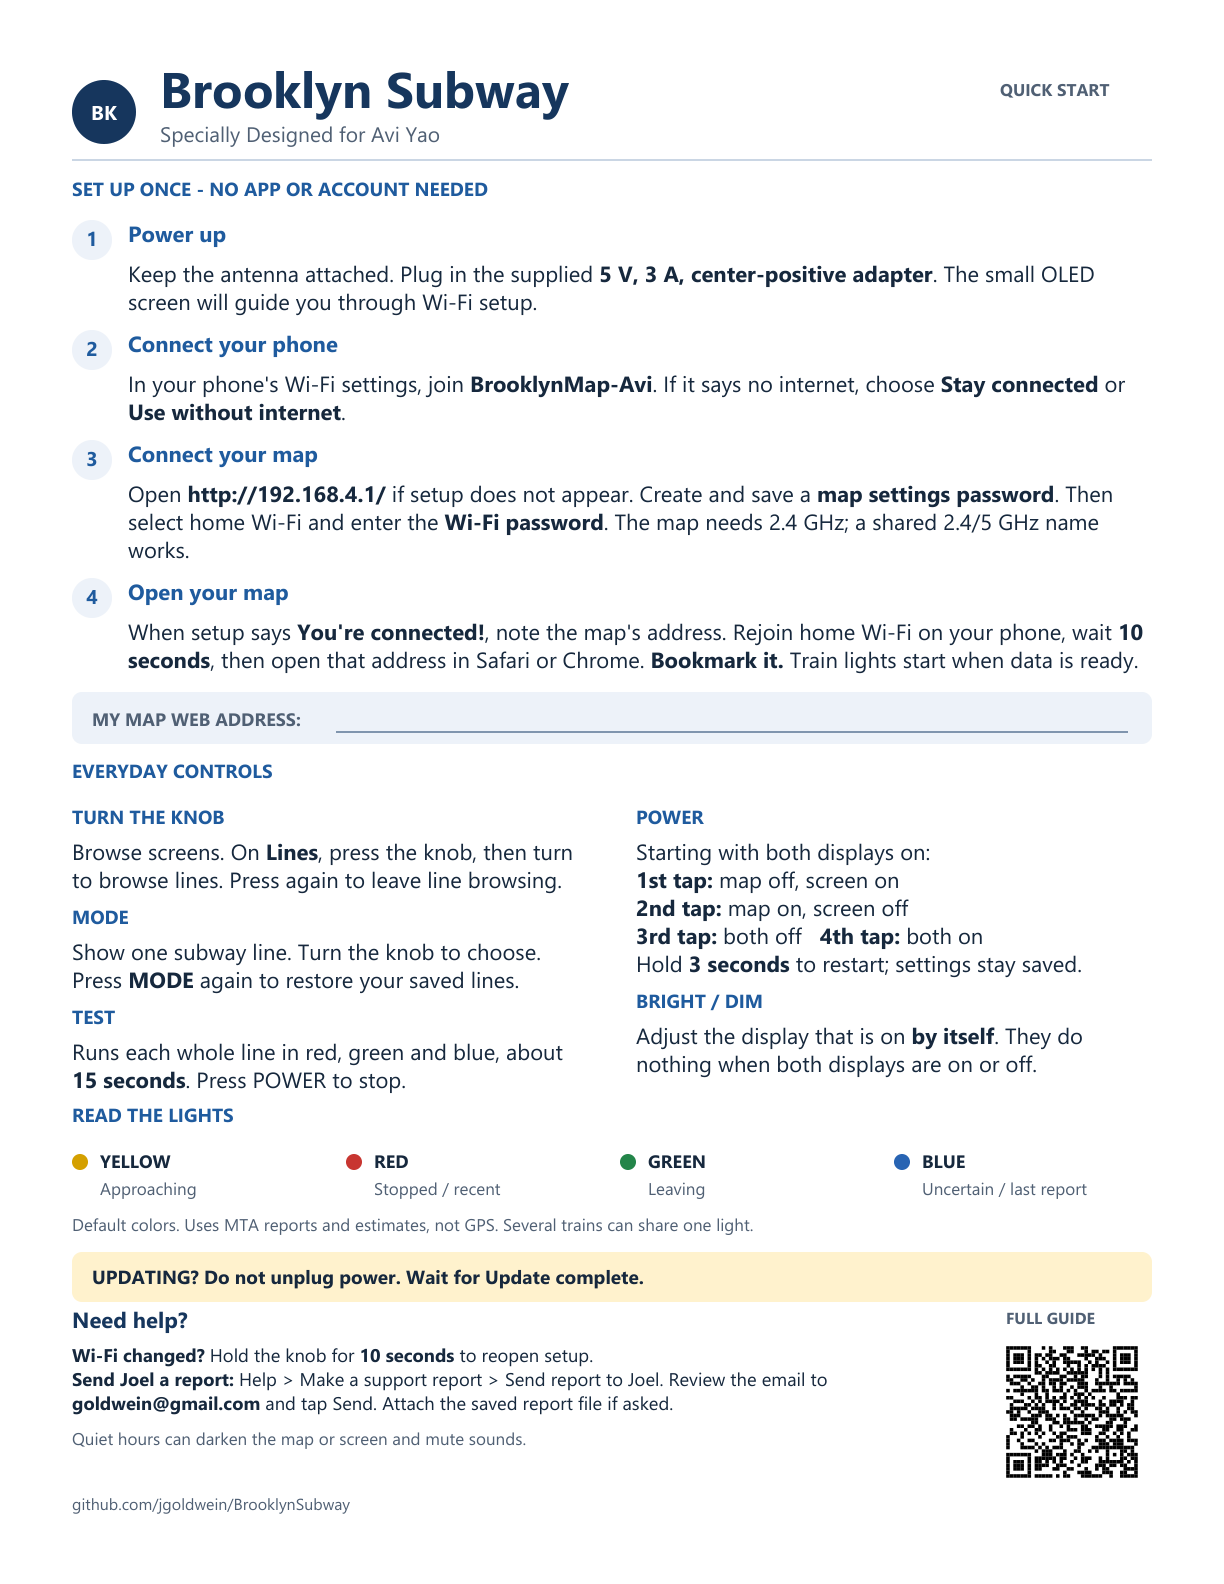 BK
Brooklyn Subway
Specially Designed for Avi Yao
QUICK START
SET UP ONCE - NO APP OR ACCOUNT NEEDED
1
Power up
Keep the antenna attached. Plug in the supplied 5 V, 3 A, center-positive adapter. The small OLED
screen will guide you through Wi-Fi setup.
2
Connect your phone
In your phone's Wi-Fi settings, join BrooklynMap-Avi. If it says no internet, choose Stay connected or
Use without internet.
3
Connect your map
Open http://192.168.4.1/ if setup does not appear. Create and save a map settings password. Then
select home Wi-Fi and enter the Wi-Fi password. The map needs 2.4 GHz; a shared 2.4/5 GHz name
works.
4
Open your map
When setup says You're connected!, note the map's address. Rejoin home Wi-Fi on your phone, wait 10
seconds, then open that address in Safari or Chrome. Bookmark it. Train lights start when data is ready.
MY MAP WEB ADDRESS:
EVERYDAY CONTROLS
TURN THE KNOB
Browse screens. On Lines, press the knob, then turn
to browse lines. Press again to leave line browsing.
MODE
Show one subway line. Turn the knob to choose.
Press MODE again to restore your saved lines.
TEST
Runs each whole line in red, green and blue, about
15 seconds. Press POWER to stop.
POWER
Starting with both displays on:
1st tap: map off, screen on
2nd tap: map on, screen off
3rd tap: both off 4th tap: both on
Hold 3 seconds to restart; settings stay saved.
BRIGHT / DIM
Adjust the display that is on by itself. They do
nothing when both displays are on or off.
READ THE LIGHTS
YELLOW
Approaching
RED
Stopped / recent
GREEN
Leaving
BLUE
Uncertain / last report
Default colors. Uses MTA reports and estimates, not GPS. Several trains can share one light.
UPDATING? Do not unplug power. Wait for Update complete.
Need help?
Wi-Fi changed? Hold the knob for 10 seconds to reopen setup.
Send Joel a report: Help > Make a support report > Send report to Joel. Review the email to
goldwein@gmail.com and tap Send. Attach the saved report file if asked.
Quiet hours can darken the map or screen and mute sounds.
FULL GUIDE
github.com/jgoldwein/BrooklynSubway